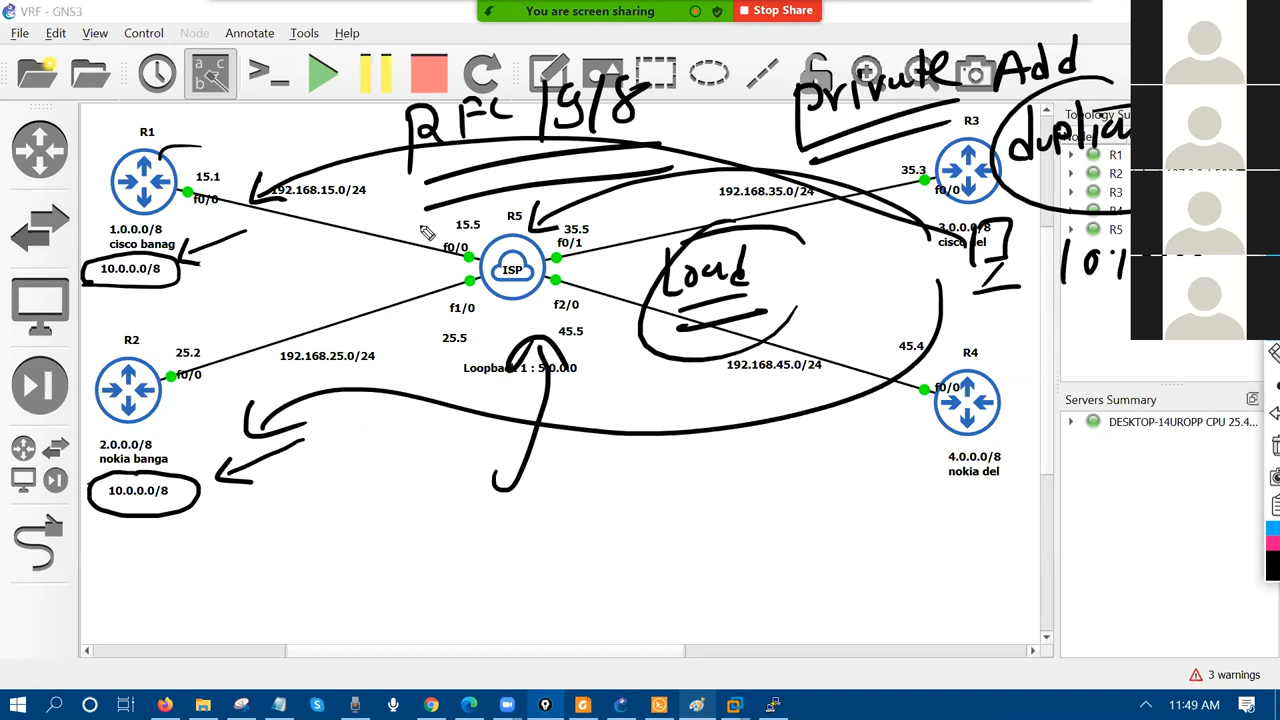 VRF - GNS3
You are screen sharing
Stop Share
File Edit View Control Node Annotate Tools Help
RFC 1918
private Add
R1
15.1
f0/0
192.168.15.0/24
1.0.0.0/8
cisco banag
10.0.0.0/8
R3
35.3
f0/0
192.168.35.0/24
3.0.0.0/8
cisco del
R5
15.5
f0/0
35.5
f0/1
ISP
f1/0
25.5
f2/0
45.5
Loopback 1 : 5.0.0.0
Load
R2
25.2
f0/0
192.168.25.0/24
2.0.0.0/8
nokia banga
10.0.0.0/8
45.4
f0/0
R4
192.168.45.0/24
4.0.0.0/8
nokia del
Topology Su
R1
R2
R3
R4
R5
Servers Summary
DESKTOP-14UROPP CPU 25.4...
3 warnings
11:49 AM